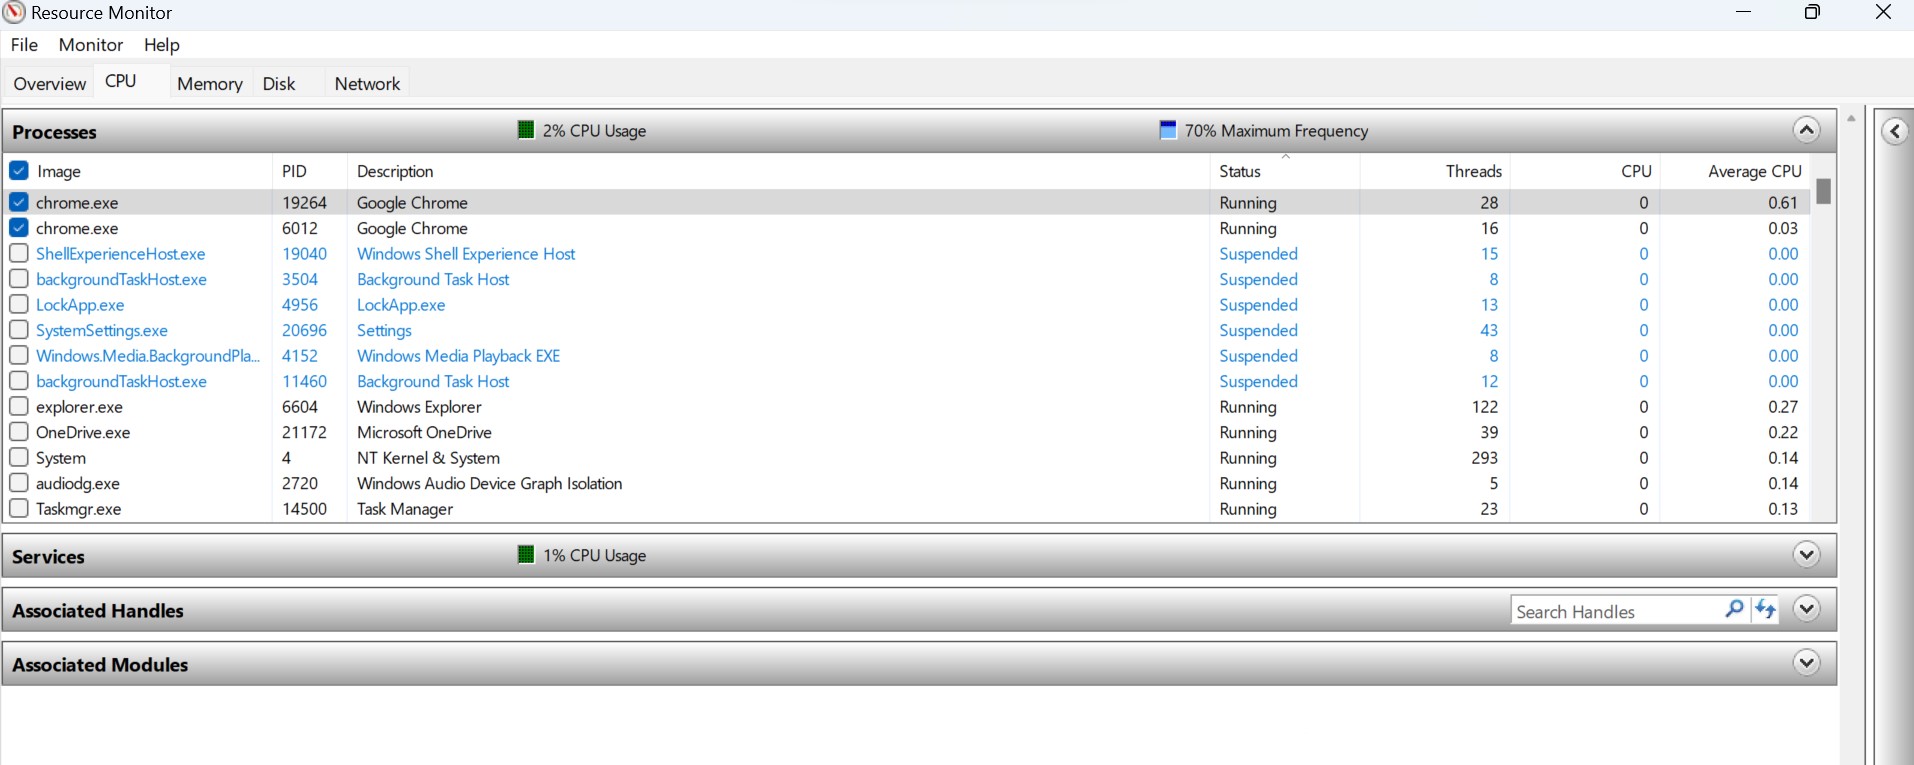 Resource Monitor
File Monitor Help
Overview CPU Memory Disk Network
Processes 2% CPU Usage 70% Maximum Frequency
Image PID Description Status Threads CPU Average CPU
chrome.exe 19264 Google Chrome Running 28 0 0.61
chrome.exe 6012 Google Chrome Running 16 0 0.03
ShellExperienceHost.exe 19040 Windows Shell Experience Host Suspended 15 0 0.00
backgroundTaskHost.exe 3504 Background Task Host Suspended 8 0 0.00
LockApp.exe 4956 LockApp.exe Suspended 13 0 0.00
SystemSettings.exe 20696 Settings Suspended 43 0 0.00
Windows.Media.BackgroundPla... 4152 Windows Media Playback EXE Suspended 8 0 0.00
backgroundTaskHost.exe 11460 Background Task Host Suspended 12 0 0.00
explorer.exe 6604 Windows Explorer Running 122 0 0.27
OneDrive.exe 21172 Microsoft OneDrive Running 39 0 0.22
System 4 NT Kernel & System Running 293 0 0.14
audiodg.exe 2720 Windows Audio Device Graph Isolation Running 5 0 0.14
Taskmgr.exe 14500 Task Manager Running 23 0 0.13
Services 1% CPU Usage
Associated Handles Search Handles
Associated Modules